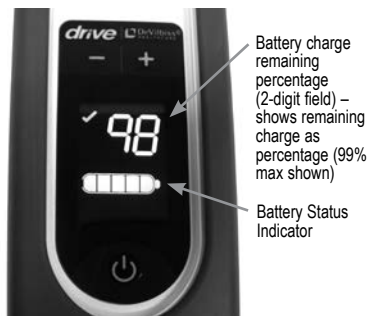 drive DeVilbiss®
HEALTHCARE
− +
98
Battery charge
remaining
percentage
(2-digit field) –
shows remaining
charge as
percentage (99%
max shown)
Battery Status
Indicator